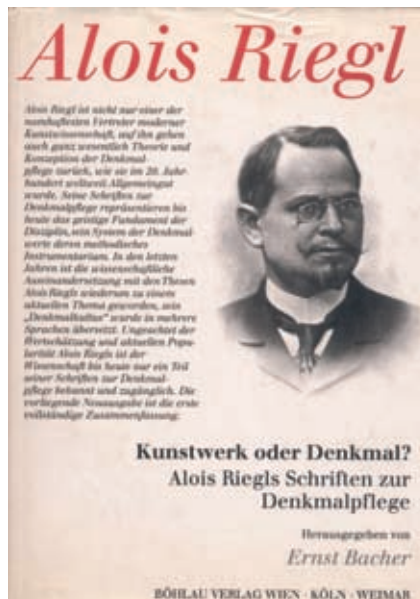 Alois Riegl
Alois Riegl ist nicht nur einer der
namhaftesten Vertreter moderner
Kunstwissenschaft, auf ihn gehen
auch ganz wesentlich Theorie und
Konzeption der Denkmal-
pflege zurück, wie sie im 20. Jahr-
hundert weltweit Allgemeingut
wurde. Seine Schriften zur
Denkmalpflege repräsentieren bis
heute das geistige Fundament der
Disziplin, sein System der Denkmal-
werte deren methodisches
Instrumentarium. In den letzten
Jahren ist die wissenschaftliche
Auseinandersetzung mit den Thesen
Alois Riegls wiederum zu einem
aktuellen Thema geworden, sein
„Denkmalkultus" wurde in mehrere
Sprachen übersetzt. Ungeachtet der
Wertschätzung und aktuellen Popu-
larität Alois Riegls ist der
Wissenschaft bis heute nur ein Teil
seiner Schriften zur Denkmal-
pflege bekannt und zugänglich. Die
vorliegende Neuausgabe ist die erste
vollständige Zusammenfassung.
Kunstwerk oder Denkmal?
Alois Riegls Schriften zur
Denkmalpflege
Herausgegeben von
Ernst Bacher
BÖHLAU VERLAG WIEN · KÖLN · WEIMAR